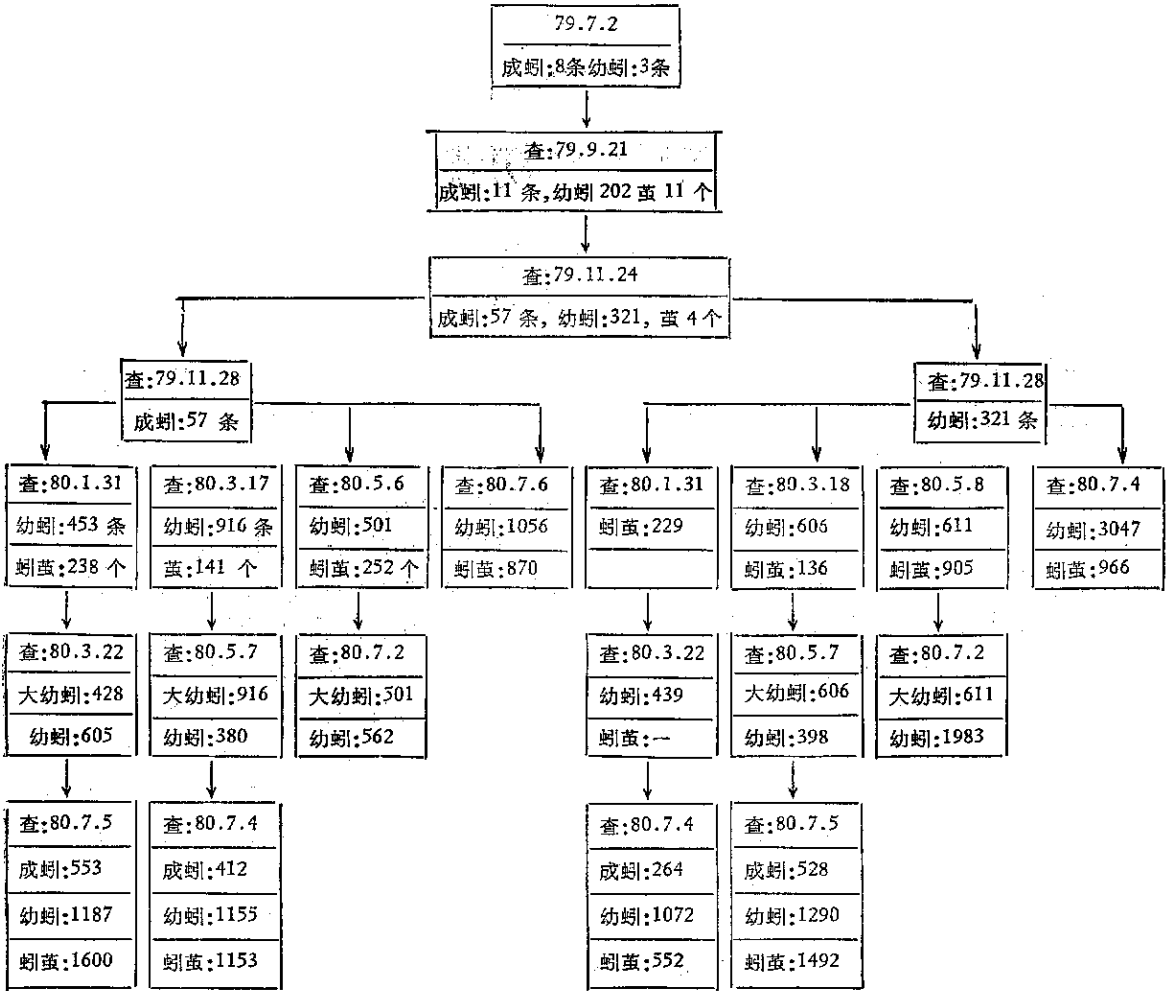 79.7.2
成蚓:8条幼蚓:3条
查:79.9.21
成蚓:11 条,幼蚓 202 茧 11 个
查:79.11.24
成蚓:57 条, 幼蚓:321, 茧 4个
查:79.11.28
成蚓:57 条
查:79.11.28
幼蚓:321 条
查:80.1.31
幼蚓:453 条
蚓茧:238 个
查:80.3.17
幼蚓:916 条
茧:141 个
查:80.5.6
幼蚓:501
蚓茧:252 个
查:80.7.6
幼蚓:1056
蚓茧:870
查:80.1.31
蚓茧:229
查:80.3.18
幼蚓:606
蚓茧:136
查:80.5.8
幼蚓:611
蚓茧:905
查:80.7.4
幼蚓:3047
蚓茧:966
查:80.3.22
大幼蚓:428
幼蚓:605
查:80.5.7
大幼蚓:916
幼蚓:380
查:80.7.2
大幼蚓:501
幼蚓:562
查:80.3.22
幼蚓:439
蚓茧:—
查:80.5.7
大幼蚓:606
幼蚓:398
查:80.7.2
大幼蚓:611
幼蚓:1983
查:80.7.5
成蚓:553
幼蚓:1187
蚓茧:1600
查:80.7.4
成蚓:412
幼蚓:1155
蚓茧:1153
查:80.7.4
成蚓:264
幼蚓:1072
蚓茧:552
查:80.7.5
成蚓:528
幼蚓:1290
蚓茧:1492